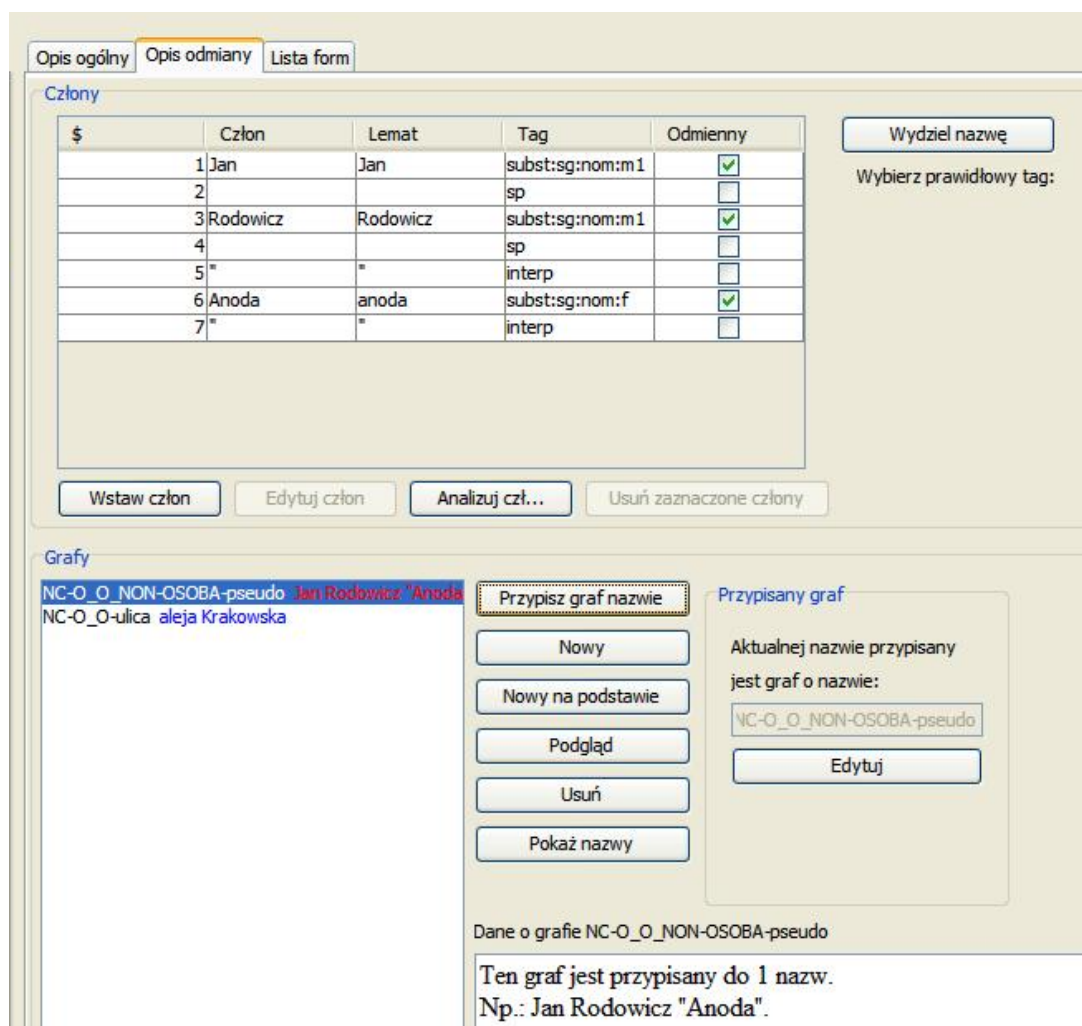 Opis ogólny Opis odmiany Lista form
Człony
$ Człon Lemat Tag Odmienny
1 Jan Jan subst:sg:nom:m1
2 sp
3 Rodowicz Rodowicz subst:sg:nom:m1
4 sp
5 " " interp
6 Anoda anoda subst:sg:nom:f
7 " " interp
Wydziel nazwę
Wybierz prawidłowy tag:
Wstaw człon Edytuj człon Analizuj czł... Usuń zaznaczone człony
Grafy
NC-O_O_NON-OSOBA-pseudo Jan Rodowicz "Anoda
NC-O_O-ulica aleja Krakowska
Przypisz graf nazwie
Nowy
Nowy na podstawie
Podgląd
Usuń
Pokaż nazwy
Przypisany graf
Aktualnej nazwie przypisany
jest graf o nazwie:
NC-O_O_NON-OSOBA-pseudo
Edytuj
Dane o grafie NC-O_O_NON-OSOBA-pseudo
Ten graf jest przypisany do 1 nazw.
Np.: Jan Rodowicz "Anoda".